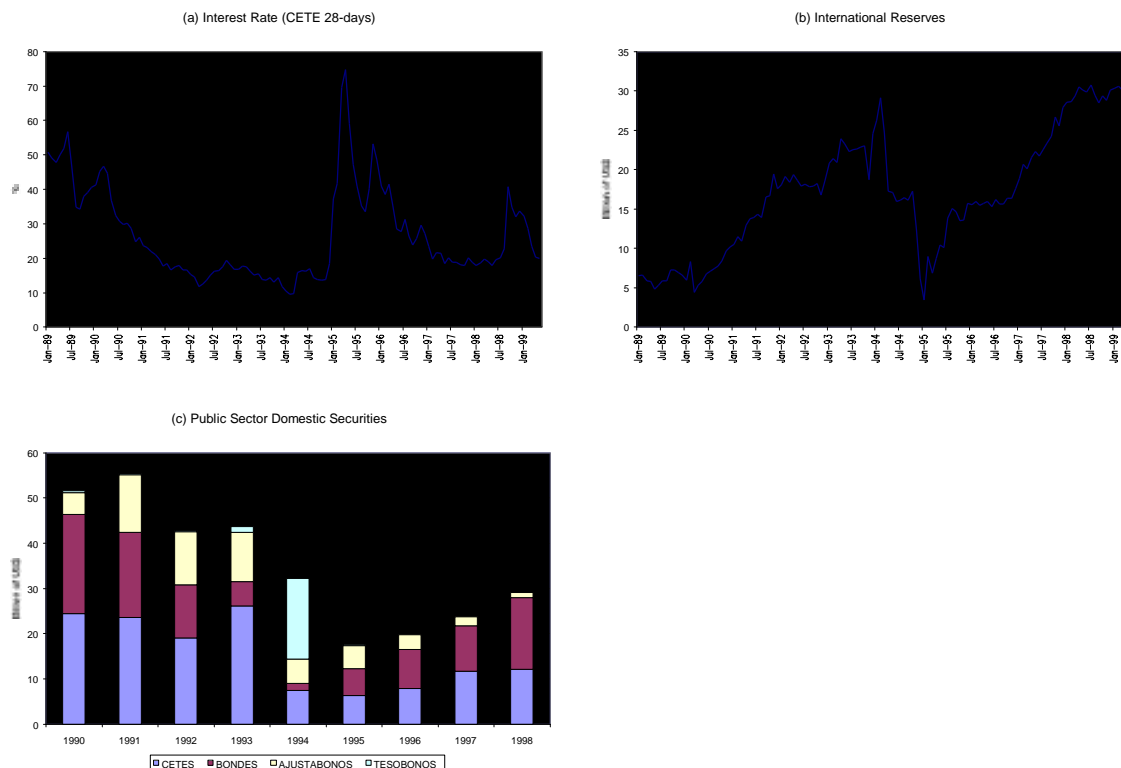 (a) Interest Rate (CETE 28-days)
80
70
60
50
40
30
20
10
0
%
Jan-89
Jul-89
Jan-90
Jul-90
Jan-91
Jul-91
Jan-92
Jul-92
Jan-93
Jul-93
Jan-94
Jul-94
Jan-95
Jul-95
Jan-96
Jul-96
Jan-97
Jul-97
Jan-98
Jul-98
Jan-99
(b) International Reserves
35
30
25
20
15
10
5
0
Billion of US$
Jan-89
Jul-89
Jan-90
Jul-90
Jan-91
Jul-91
Jan-92
Jul-92
Jan-93
Jul-93
Jan-94
Jul-94
Jan-95
Jul-95
Jan-96
Jul-96
Jan-97
Jul-97
Jan-98
Jul-98
Jan-99
(c) Public Sector Domestic Securities
60
50
40
30
20
10
0
of US$
1990 1991 1992 1993 1994 1995 1996 1997 1998
CETES BONDES AJUSTABONOS TESOBONOS